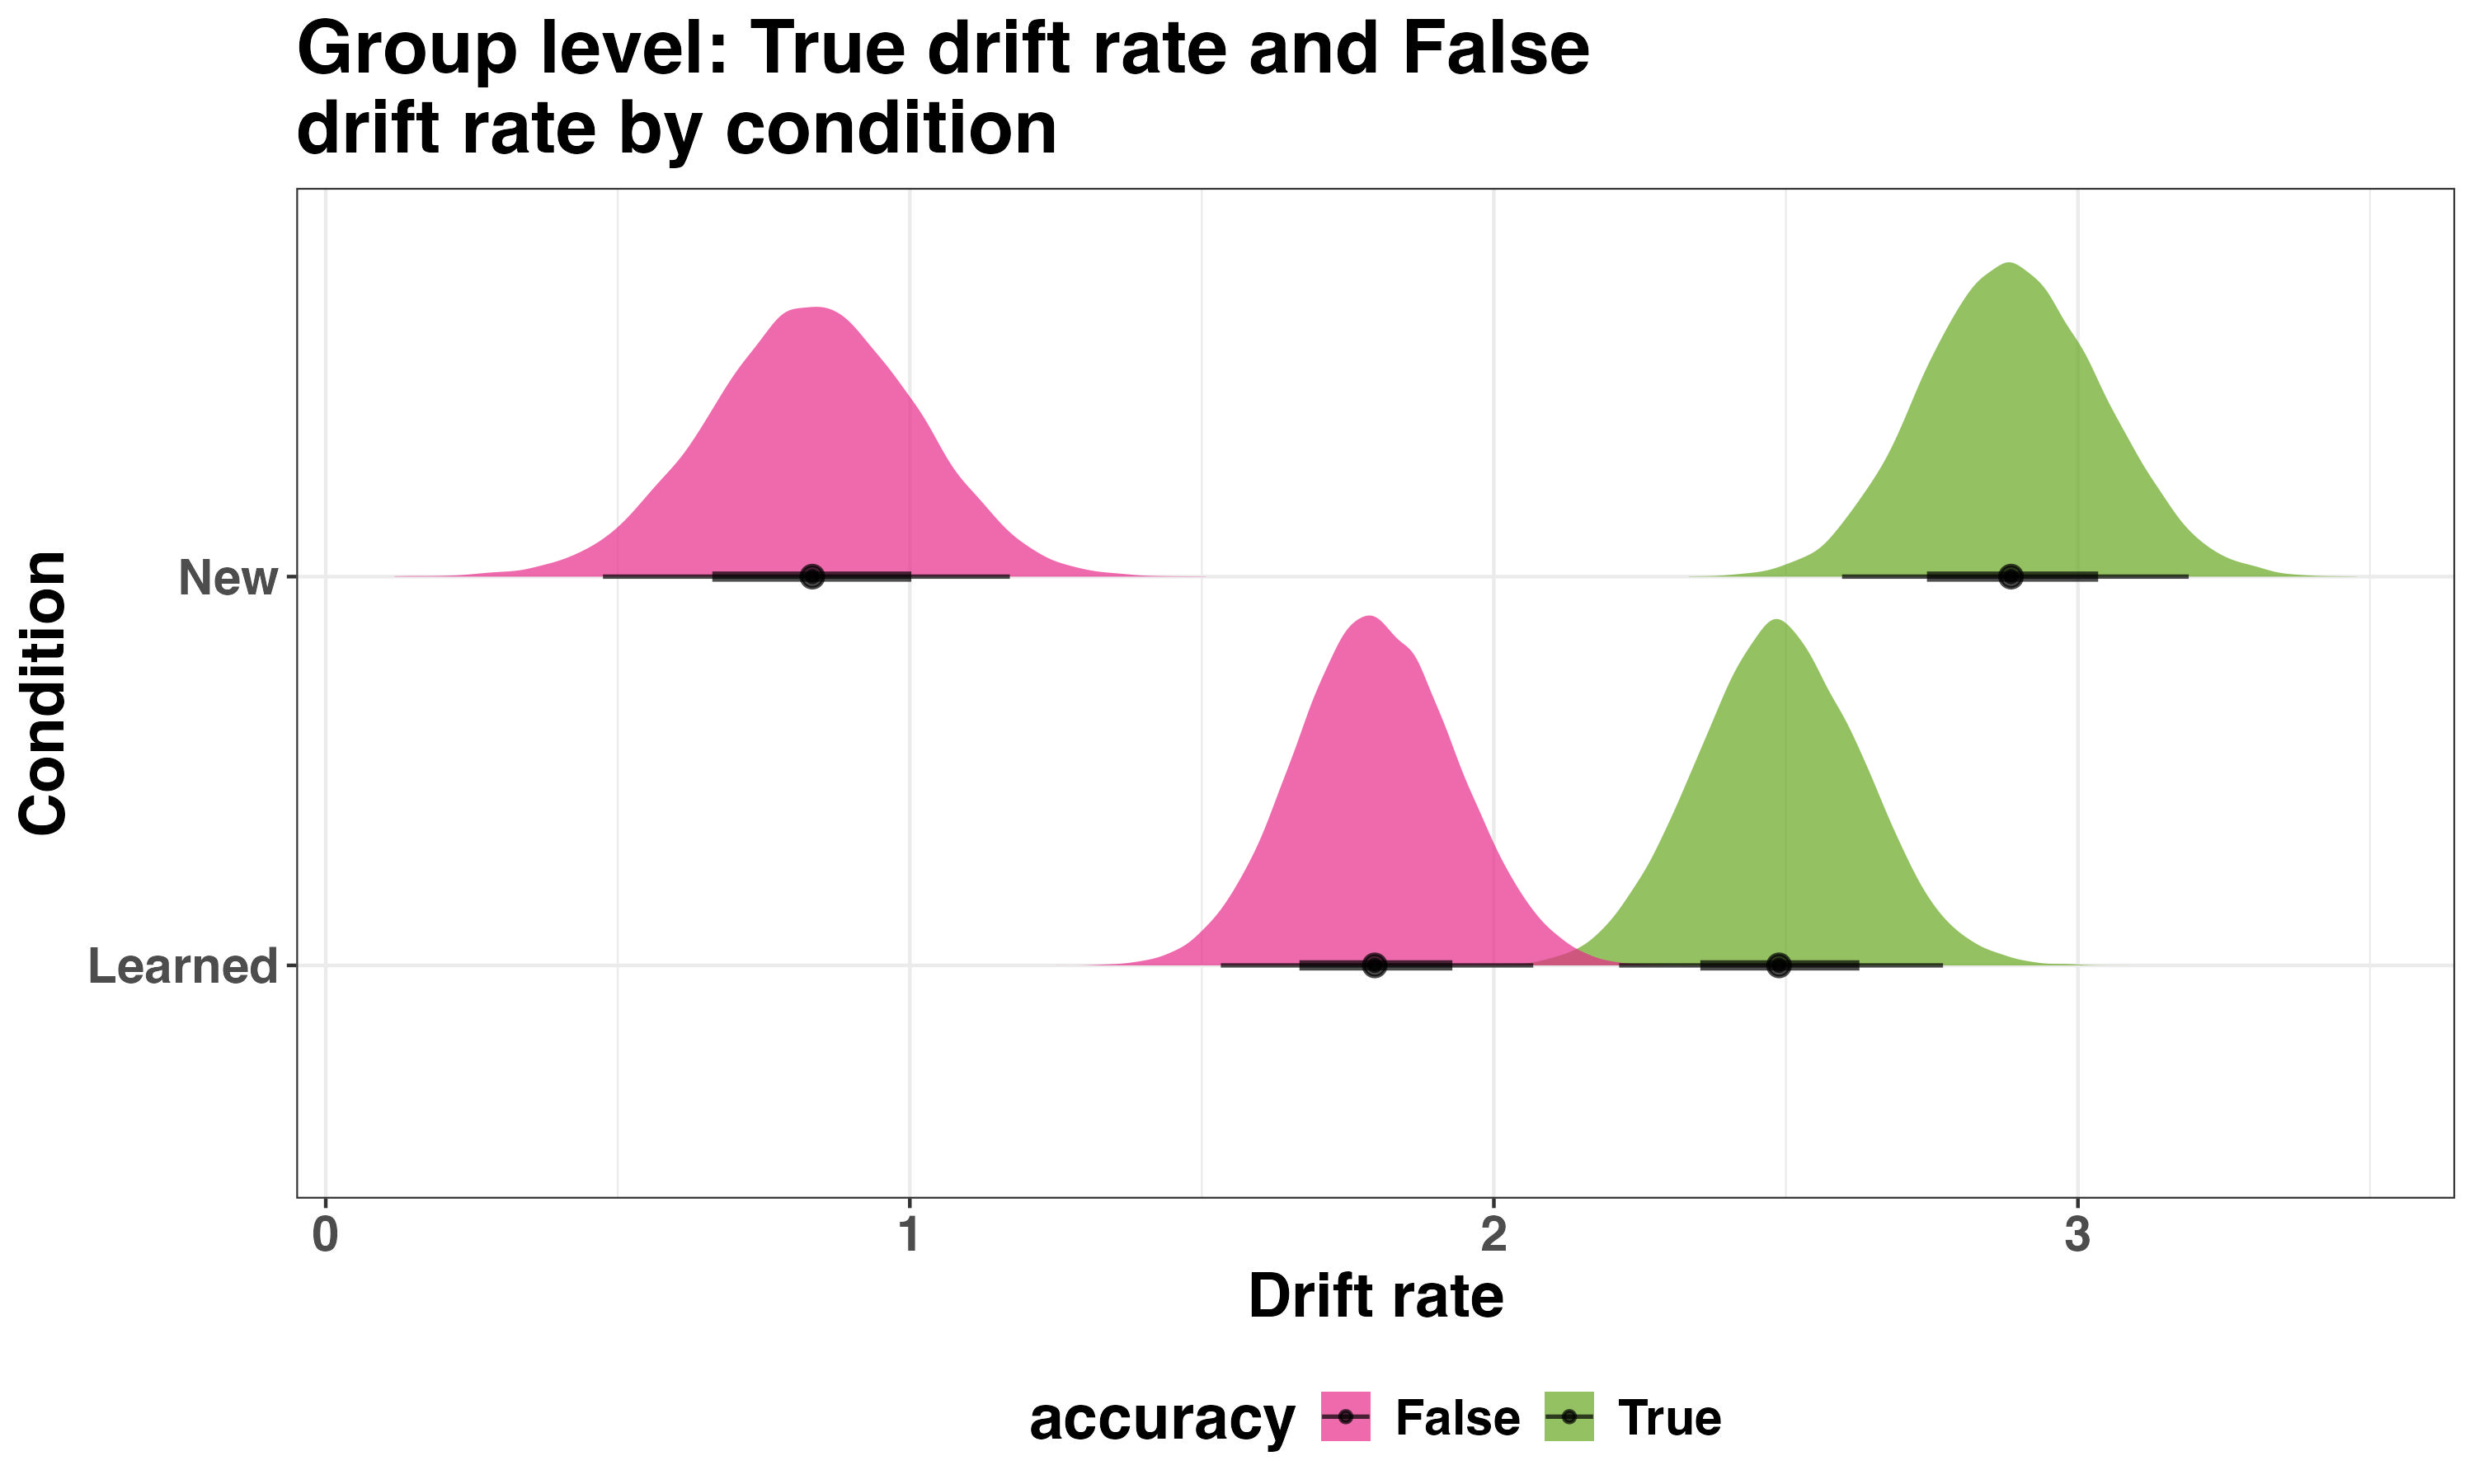 Group level: True drift rate and False
drift rate by condition
Condition
New
Learned
0 1 2 3
Drift rate
accuracy False True